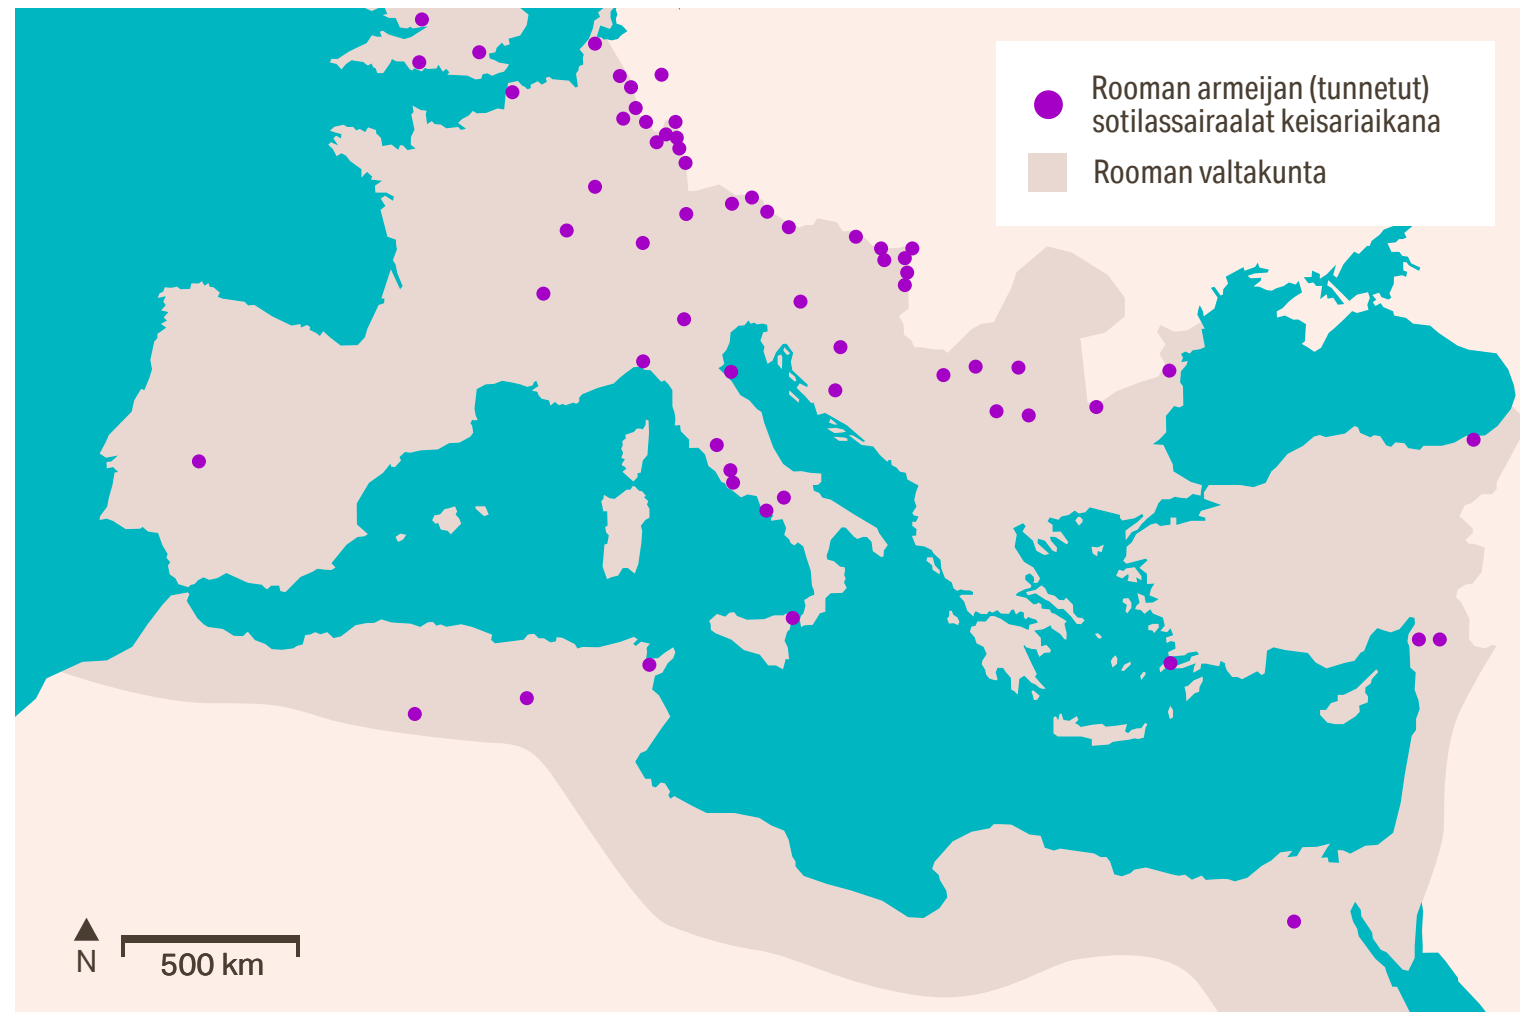 Rooman armeijan (tunnetut)
sotilassairaalat keisariaikana
Rooman valtakunta
N
500 km